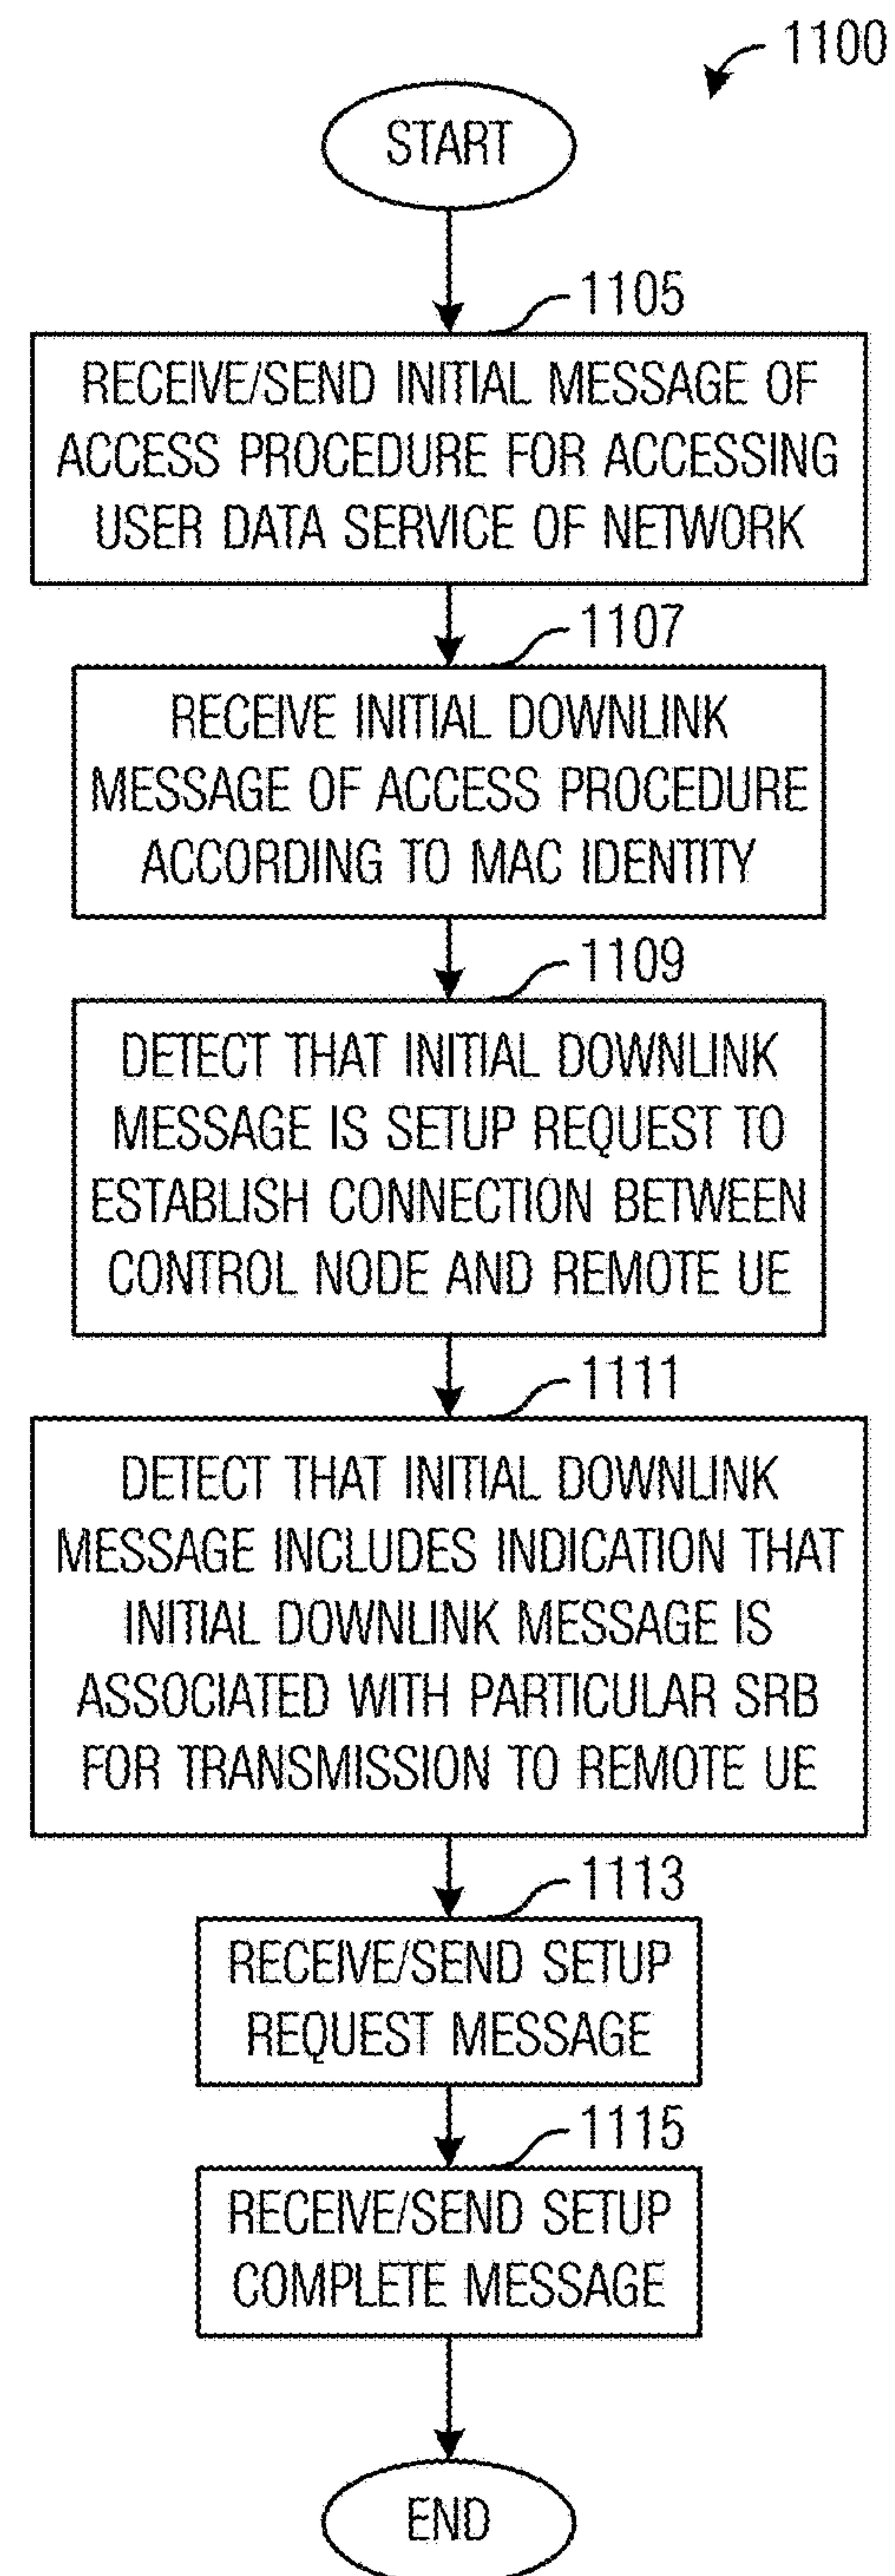 1100
START
1105
RECEIVE/SEND INITIAL MESSAGE OF
ACCESS PROCEDURE FOR ACCESSING
USER DATA SERVICE OF NETWORK
1107
RECEIVE INITIAL DOWNLINK
MESSAGE OF ACCESS PROCEDURE
ACCORDING TO MAC IDENTITY
1109
DETECT THAT INITIAL DOWNLINK
MESSAGE IS SETUP REQUEST TO
ESTABLISH CONNECTION BETWEEN
CONTROL NODE AND REMOTE UE
1111
DETECT THAT INITIAL DOWNLINK
MESSAGE INCLUDES INDICATION THAT
INITIAL DOWNLINK MESSAGE IS
ASSOCIATED WITH PARTICULAR SRB
FOR TRANSMISSION TO REMOTE UE
1113
RECEIVE/SEND SETUP
REQUEST MESSAGE
1115
RECEIVE/SEND SETUP
COMPLETE MESSAGE
END